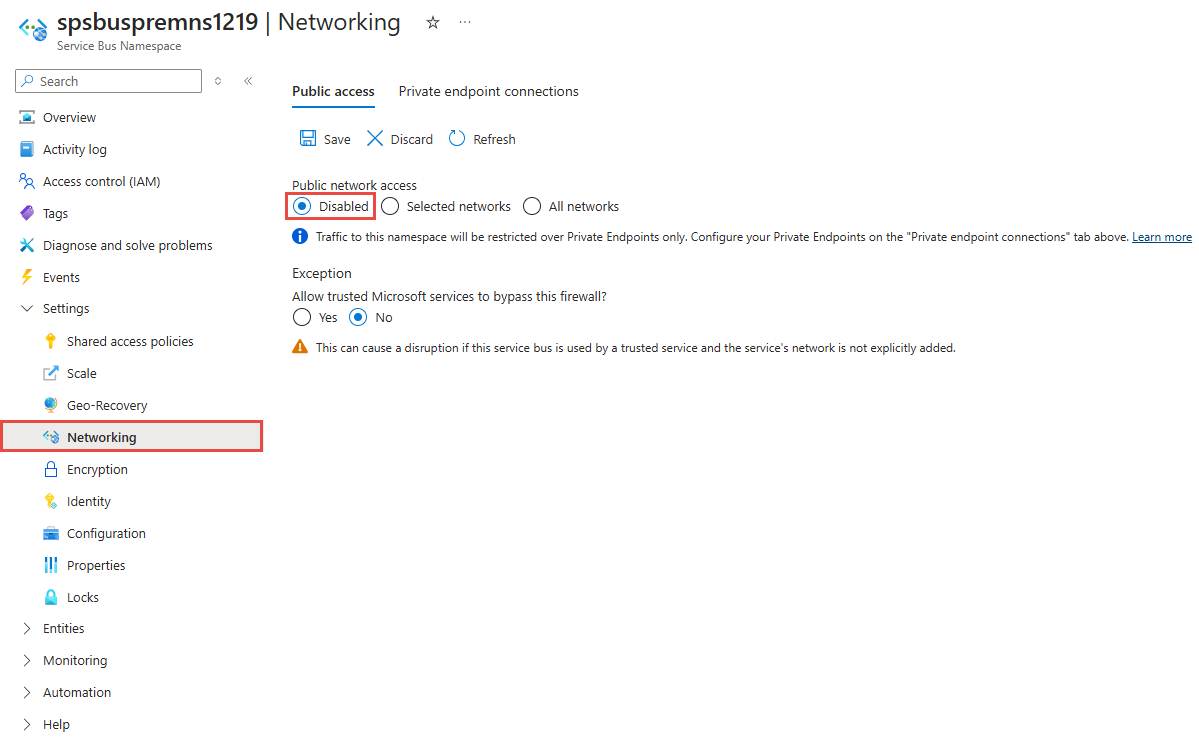 spsbuspremns1219 | Networking
Service Bus Namespace
Search
Overview
Activity log
Access control (IAM)
Tags
Diagnose and solve problems
Events
Settings
Shared access policies
Scale
Geo-Recovery
Networking
Encryption
Identity
Configuration
Properties
Locks
Entities
Monitoring
Automation
Help
Public access Private endpoint connections
Save Discard Refresh
Public network access
Disabled Selected networks All networks
Traffic to this namespace will be restricted over Private Endpoints only. Configure your Private Endpoints on the "Private endpoint connections" tab above. Learn more
Exception
Allow trusted Microsoft services to bypass this firewall?
Yes No
This can cause a disruption if this service bus is used by a trusted service and the service's network is not explicitly added.